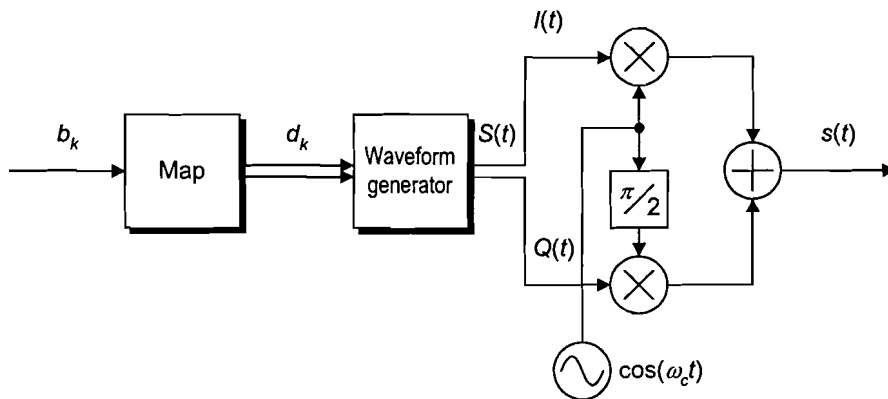 I(t)
b_k
Map
d_k
Waveform
generator
S(t)
π/2
s(t)
Q(t)
cos(ω_c t)